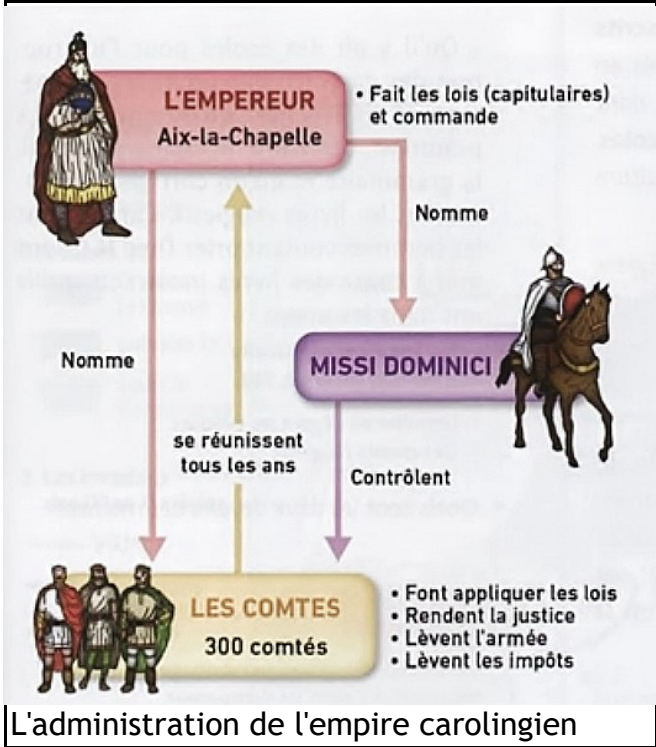 L'EMPEREUR
Aix-la-Chapelle
• Fait les lois (capitulaires)
et commande
Nomme
Nomme
MISSI DOMINICI
se réunissent
tous les ans
Contrôlent
LES COMTES
300 comtés
• Font appliquer les lois
• Rendent la justice
• Lèvent l'armée
• Lèvent les impôts
L'administration de l'empire carolingien